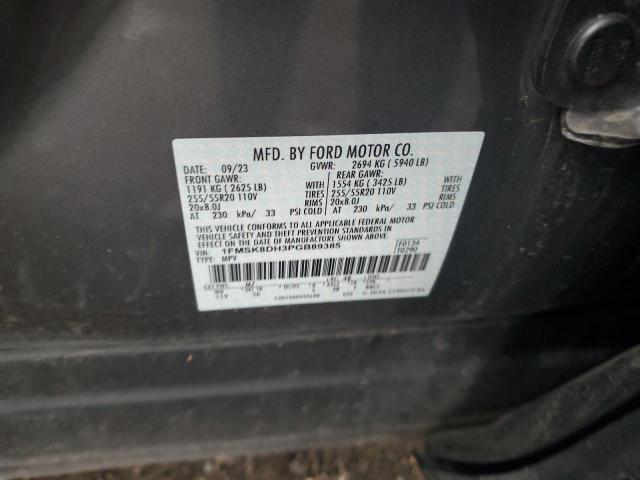 MFD. BY FORD MOTOR CO.
DATE: 09/23 GVWR: 2694 KG ( 5940 LB)
FRONT GAWR: REAR GAWR:
1191 KG ( 2625 LB) WITH 1554 KG ( 3425 LB) WITH
255/55R20 110V TIRES 255/55R20 110V TIRES
20x8.0J RIMS 20x8.0J RIMS
AT 230 kPa/ 33 PSI COLD AT 230 kPa/ 33 PSI COLD
THIS VEHICLE CONFORMS TO ALL APPLICABLE FEDERAL MOTOR
VEHICLE SAFETY AND THEFT PREVENTION STANDARDS IN
EFFECT ON THE DATE OF MANUFACTURE SHOWN ABOVE.
VIN: 1FMSK8DH3PGB89385 F0134
TYPE: MPV T0290
119